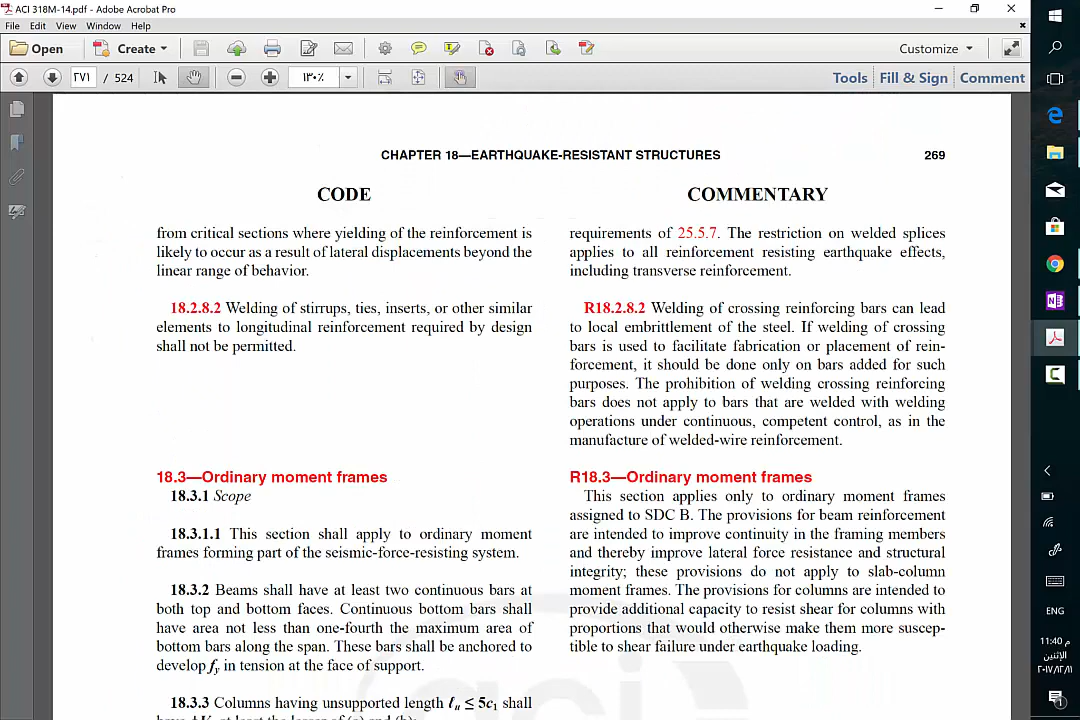 ACI 318M-14.pdf - Adobe Acrobat Pro
File Edit View Window Help
Open Create Customize
٢٧١ / 524 ١٣٠٪ Tools Fill & Sign Comment
CHAPTER 18—EARTHQUAKE-RESISTANT STRUCTURES 269
CODE
from critical sections where yielding of the reinforcement is
likely to occur as a result of lateral displacements beyond the
linear range of behavior.
18.2.8.2 Welding of stirrups, ties, inserts, or other similar
elements to longitudinal reinforcement required by design
shall not be permitted.
18.3—Ordinary moment frames
18.3.1 Scope
18.3.1.1 This section shall apply to ordinary moment
frames forming part of the seismic-force-resisting system.
18.3.2 Beams shall have at least two continuous bars at
both top and bottom faces. Continuous bottom bars shall
have area not less than one-fourth the maximum area of
bottom bars along the span. These bars shall be anchored to
develop fy in tension at the face of support.
18.3.3 Columns having unsupported length ℓu ≤ 5c1 shall
COMMENTARY
requirements of 25.5.7. The restriction on welded splices
applies to all reinforcement resisting earthquake effects,
including transverse reinforcement.
R18.2.8.2 Welding of crossing reinforcing bars can lead
to local embrittlement of the steel. If welding of crossing
bars is used to facilitate fabrication or placement of rein-
forcement, it should be done only on bars added for such
purposes. The prohibition of welding crossing reinforcing
bars does not apply to bars that are welded with welding
operations under continuous, competent control, as in the
manufacture of welded-wire reinforcement.
R18.3—Ordinary moment frames
This section applies only to ordinary moment frames
assigned to SDC B. The provisions for beam reinforcement
are intended to improve continuity in the framing members
and thereby improve lateral force resistance and structural
integrity; these provisions do not apply to slab-column
moment frames. The provisions for columns are intended to
provide additional capacity to resist shear for columns with
proportions that would otherwise make them more suscep-
tible to shear failure under earthquake loading.
aci
ENG
11:40 م
الإثنين
٢٠١٧/١٢/١١